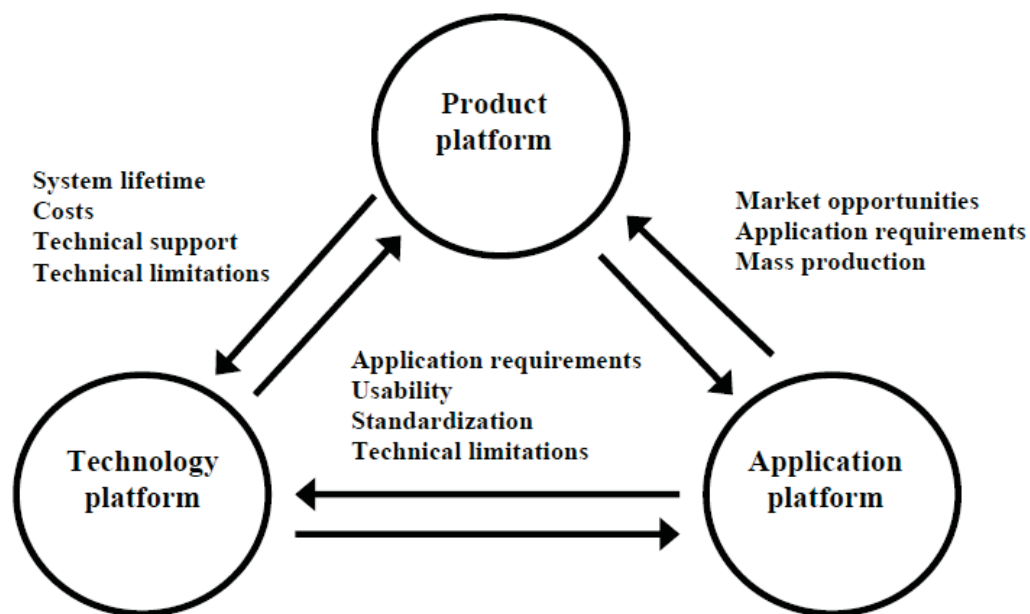 Product
platform
System lifetime
Costs
Technical support
Technical limitations
Market opportunities
Application requirements
Mass production
Application requirements
Usability
Standardization
Technical limitations
Technology
platform
Application
platform